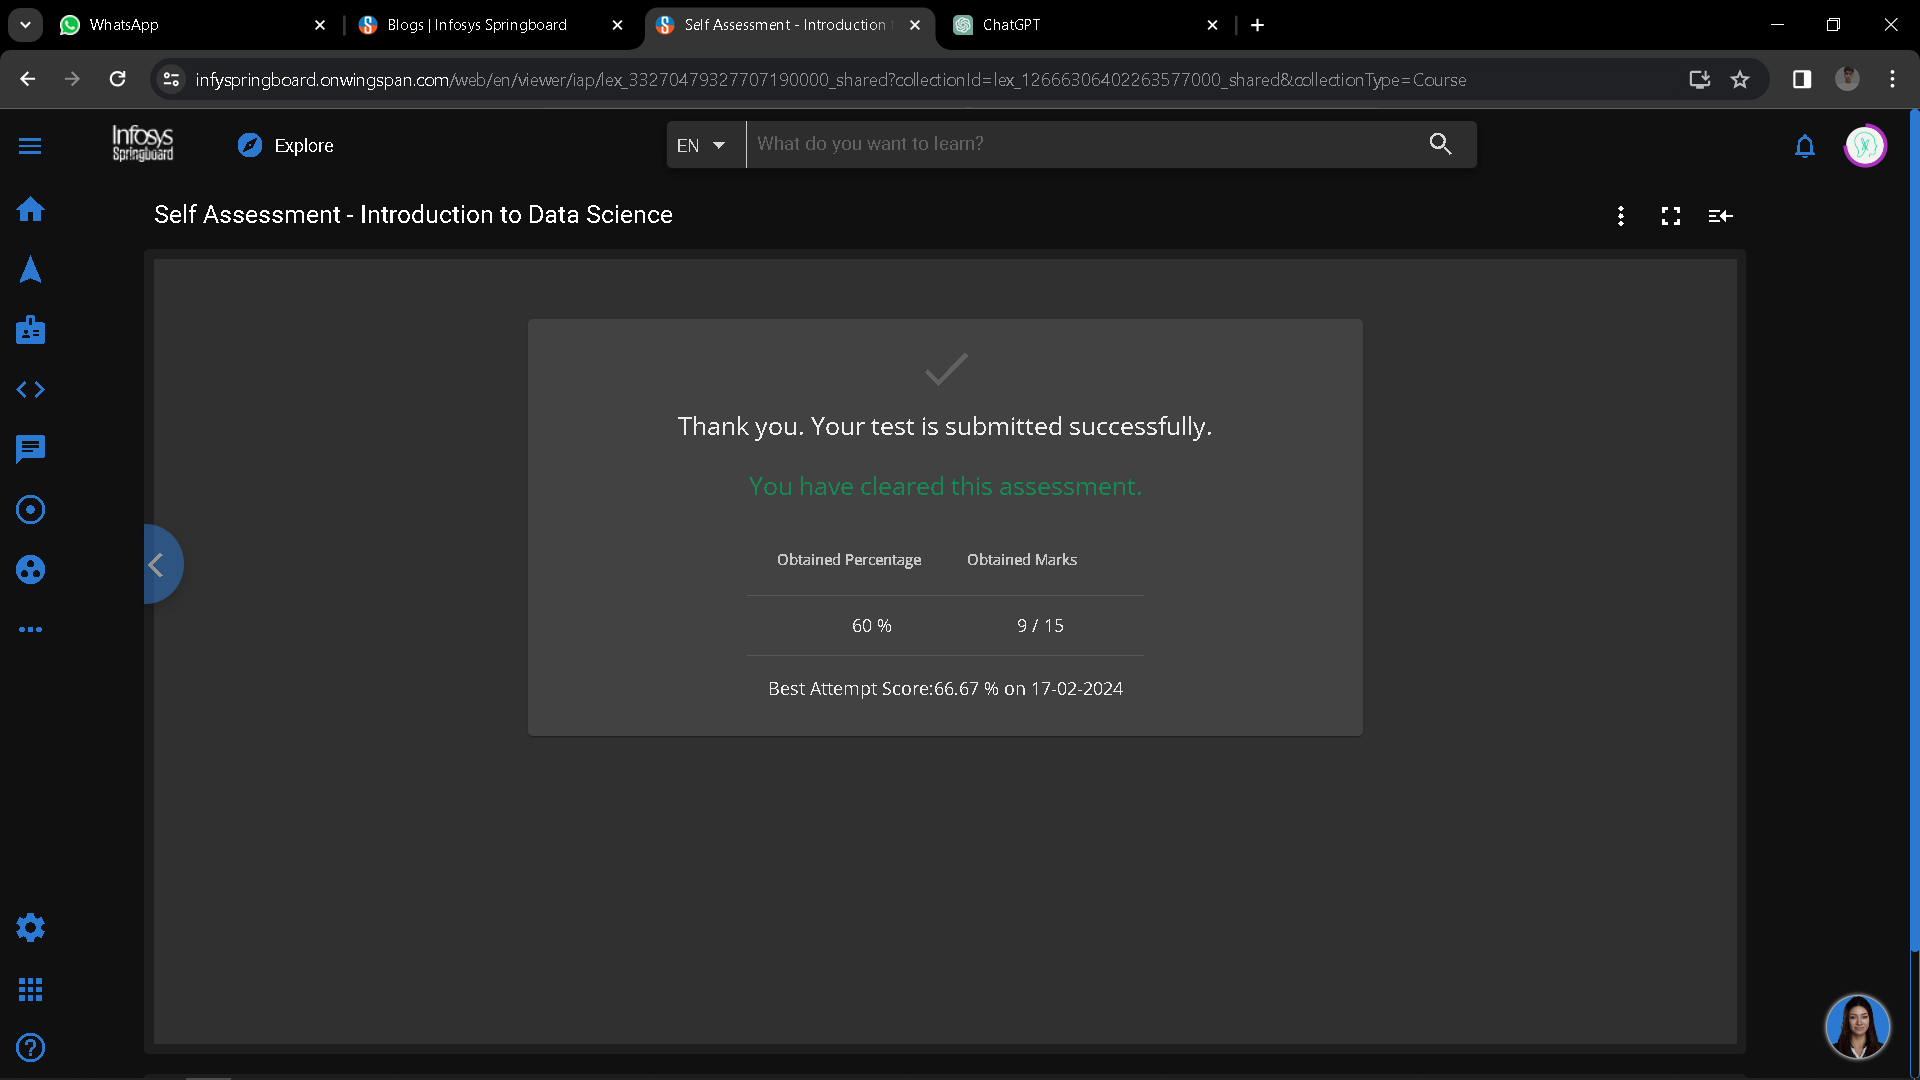 WhatsApp
Blogs | Infosys Springboard
Self Assessment - Introduction
ChatGPT
infyspringboard.onwingspan.com/web/en/viewer/iap/lex_33270479327707190000_shared?collectionId=lex_12666306402263577000_shared&collectionType=Course
Infosys
Springboard
Explore
EN
What do you want to learn?
Self Assessment - Introduction to Data Science
Thank you. Your test is submitted successfully.
You have cleared this assessment.
Obtained Percentage Obtained Marks
60 % 9 / 15
Best Attempt Score:66.67 % on 17-02-2024